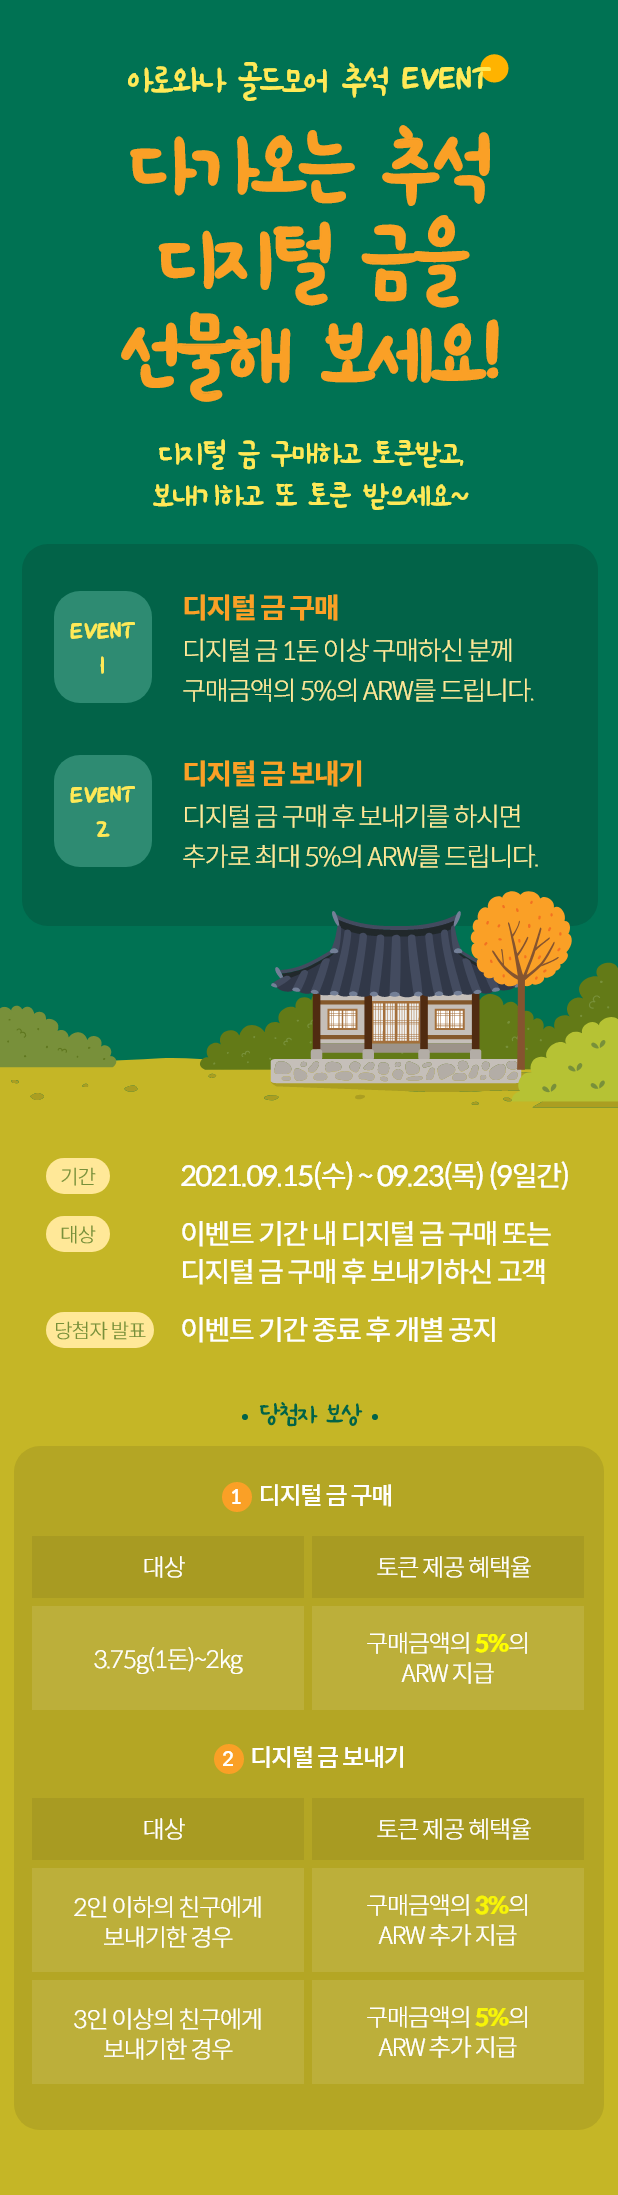 아로와나 골드모어 추석 EVENT
다가오는 추석
디지털 금을
선물해 보세요!
디지털 금 구매하고 토큰받고,
보내기하고 또 토큰 받으세요~
EVENT
1
디지털 금 구매
디지털 금 1돈 이상 구매하신 분께
구매금액의 5%의 ARW를 드립니다.
EVENT
2
디지털 금 보내기
디지털 금 구매 후 보내기를 하시면
추가로 최대 5%의 ARW를 드립니다.
기간
2021.09.15(수) ~ 09.23(목) (9일간)
대상
이벤트 기간 내 디지털 금 구매 또는
디지털 금 구매 후 보내기하신 고객
당첨자 발표
이벤트 기간 종료 후 개별 공지
• 당첨자 보상 •
1 디지털 금 구매
대상
토큰 제공 혜택율
3.75g(1돈)~2kg
구매금액의 5%의
ARW 지급
2 디지털 금 보내기
대상
토큰 제공 혜택율
2인 이하의 친구에게
보내기한 경우
구매금액의 3%의
ARW 추가 지급
3인 이상의 친구에게
보내기한 경우
구매금액의 5%의
ARW 추가 지급